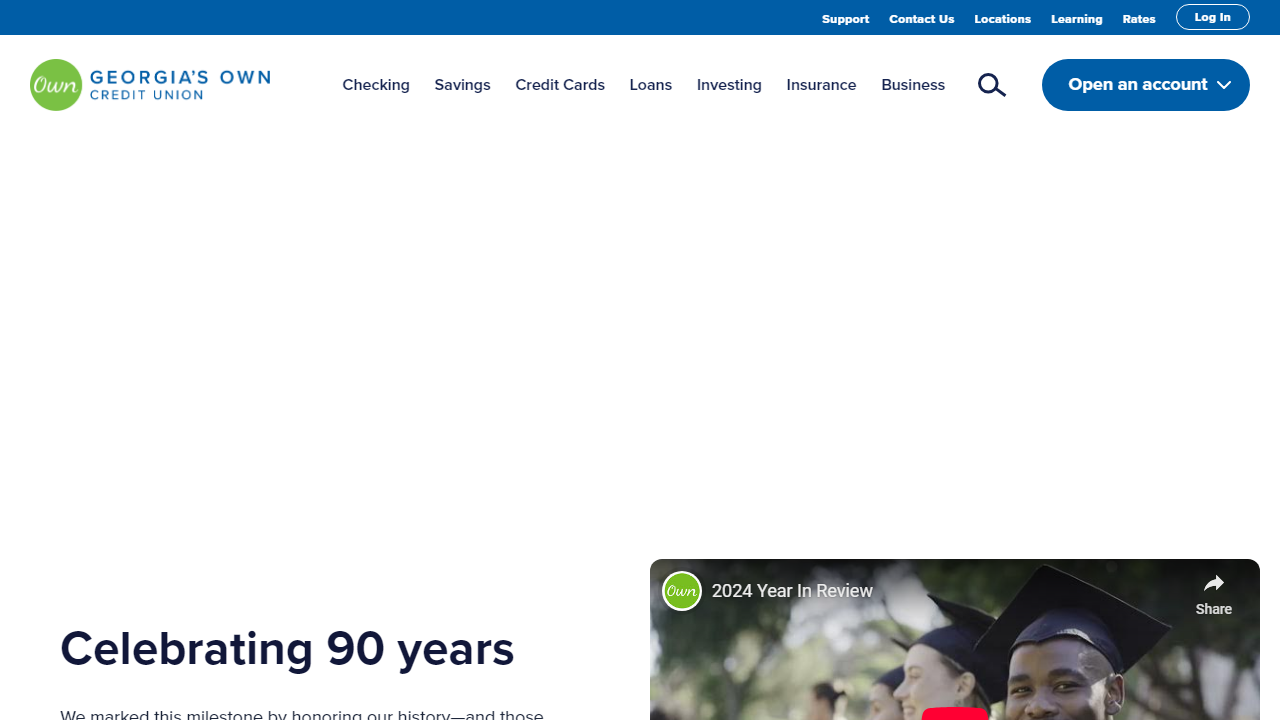 Support Contact Us Locations Learning Rates Log In
Own GEORGIA'S OWN
CREDIT UNION
Checking Savings Credit Cards Loans Investing Insurance Business Open an account
Own 2024 Year In Review
Share
Celebrating 90 years
We marked this milestone by honoring our history—and those